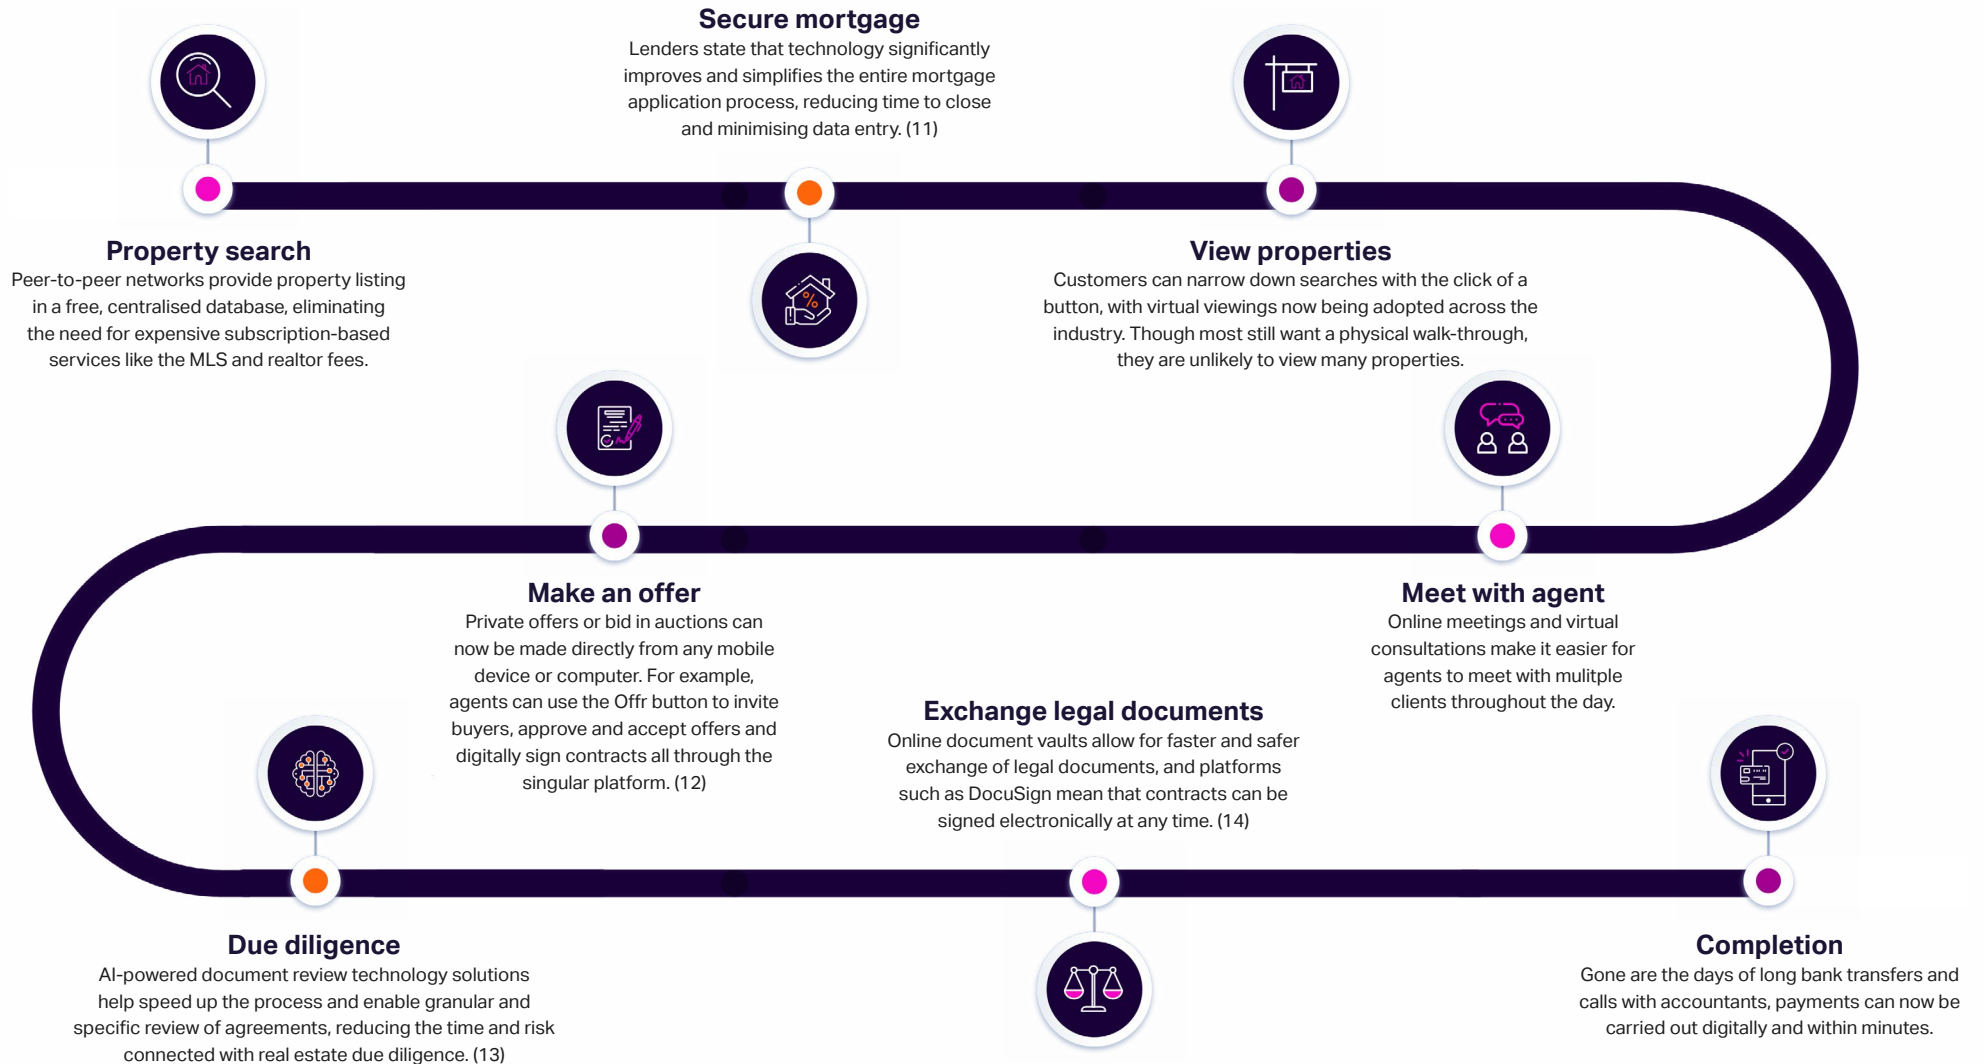 Property search
Peer-to-peer networks provide property listing
in a free, centralised database, eliminating
the need for expensive subscription-based
services like the MLS and realtor fees.
Secure mortgage
Lenders state that technology significantly
improves and simplifies the entire mortgage
application process, reducing time to close
and minimising data entry. (11)
View properties
Customers can narrow down searches with the click of a
button, with virtual viewings now being adopted across the
industry. Though most still want a physical walk-through,
they are unlikely to view many properties.
Meet with agent
Online meetings and virtual
consultations make it easier for
agents to meet with mulitple
clients throughout the day.
Make an offer
Private offers or bid in auctions can
now be made directly from any mobile
device or computer. For example,
agents can use the Offr button to invite
buyers, approve and accept offers and
digitally sign contracts all through the
singular platform. (12)
Due diligence
AI-powered document review technology solutions
help speed up the process and enable granular and
specific review of agreements, reducing the time and risk
connected with real estate due diligence. (13)
Exchange legal documents
Online document vaults allow for faster and safer
exchange of legal documents, and platforms
such as DocuSign mean that contracts can be
signed electronically at any time. (14)
Completion
Gone are the days of long bank transfers and
calls with accountants, payments can now be
carried out digitally and within minutes.